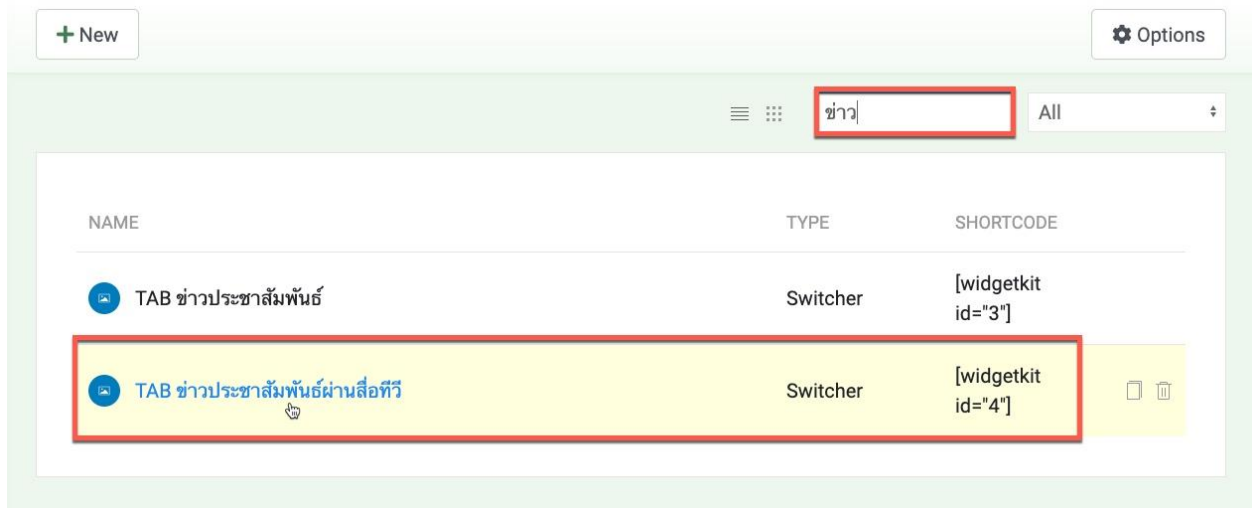 New
Options
ข่าว
All
NAME TYPE SHORTCODE
TAB ข่าวประชาสัมพันธ์ Switcher [widgetkit
id="3"]
TAB ข่าวประชาสัมพันธ์ผ่านสื่อทีวี Switcher [widgetkit
id="4"]